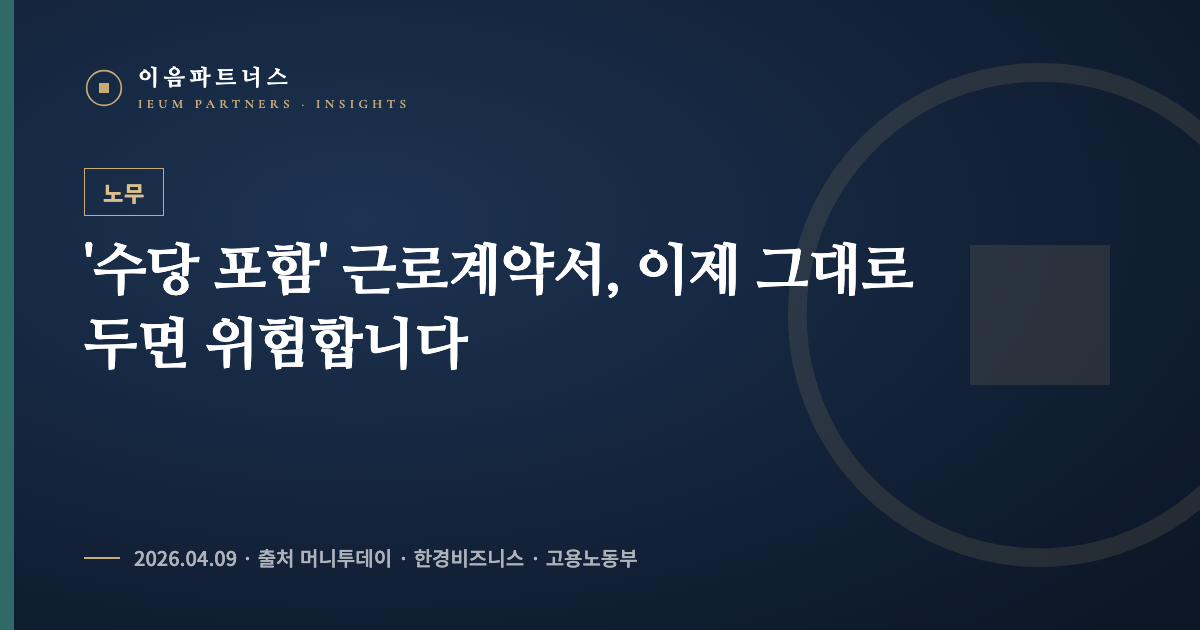 이음파트너스
IEUM PARTNERS · INSIGHTS
노무
'수당 포함' 근로계약서, 이제 그대로
두면 위험합니다
2026.04.09 · 출처 머니투데이 · 한경비즈니스 · 고용노동부